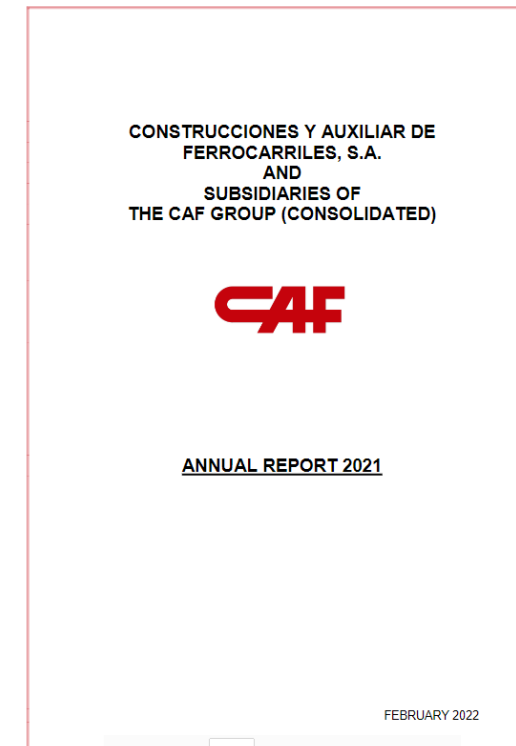 CONSTRUCCIONES Y AUXILIAR DE
FERROCARRILES, S.A.
AND
SUBSIDIARIES OF
THE CAF GROUP (CONSOLIDATED)
CAF
ANNUAL REPORT 2021
FEBRUARY 2022